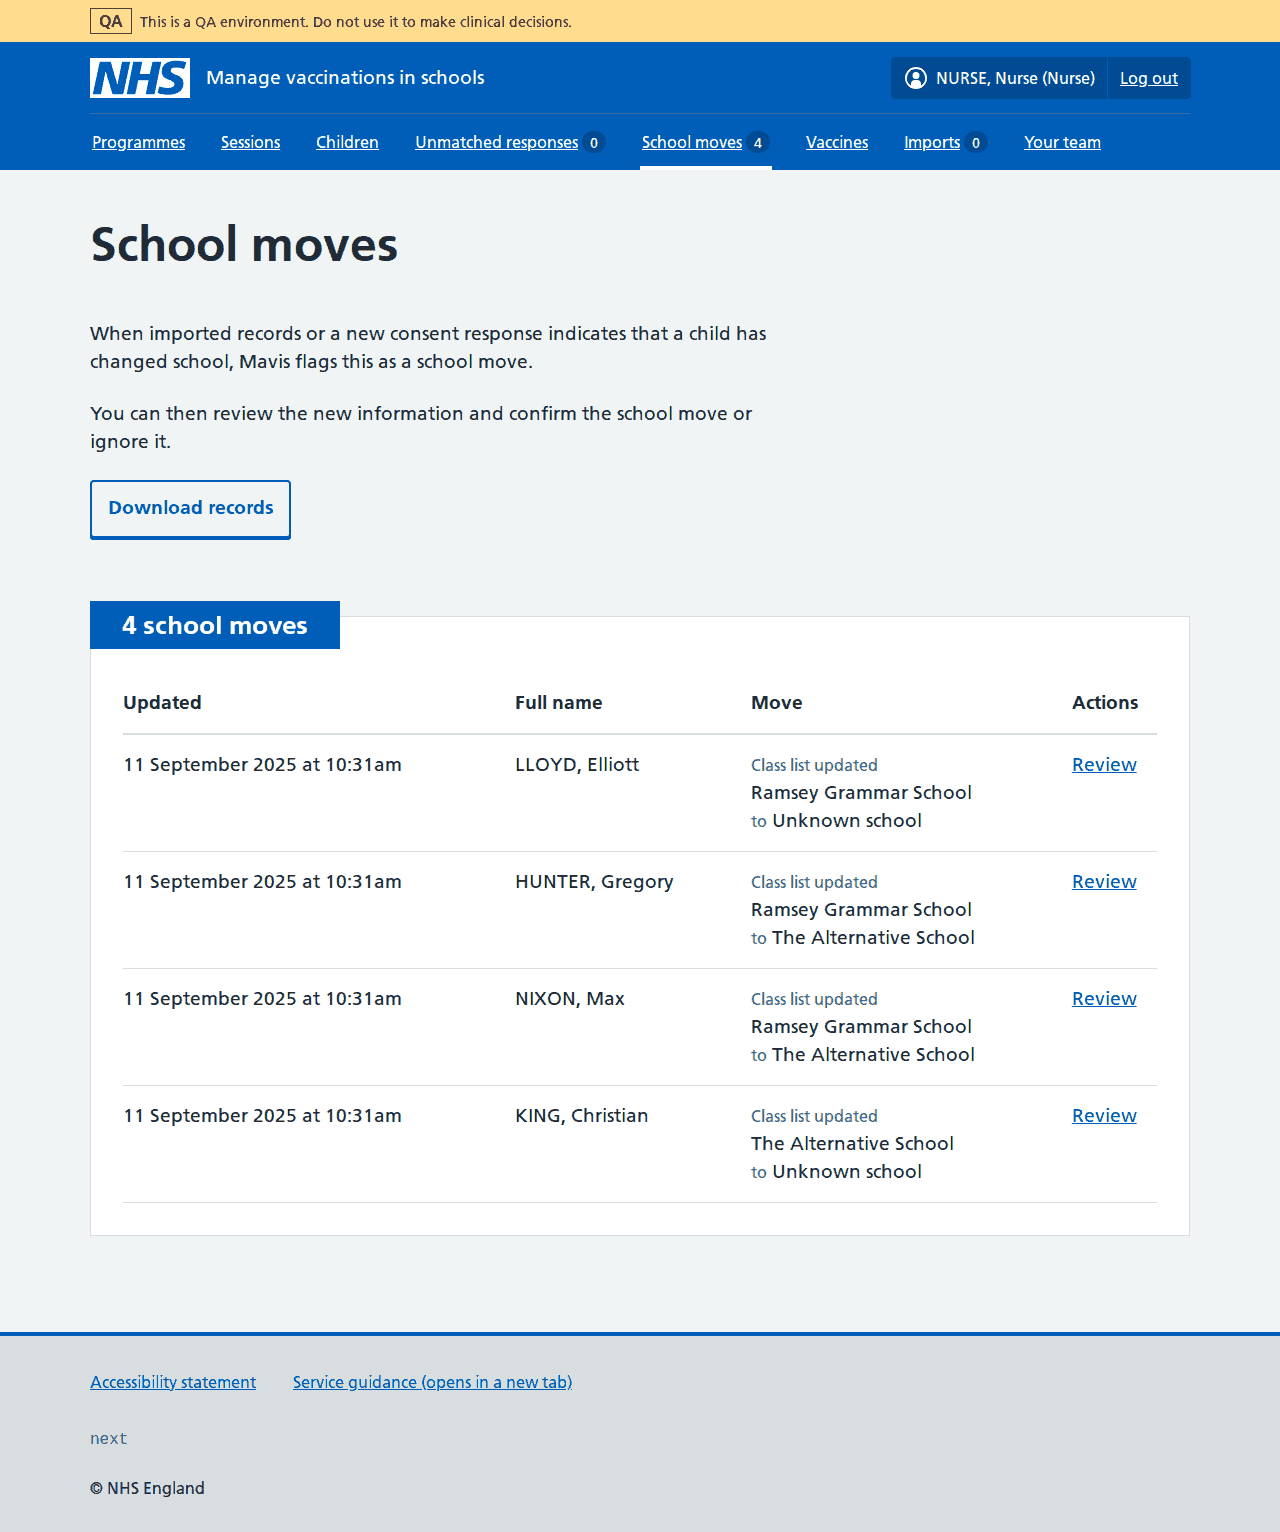 QA This is a QA environment. Do not use it to make clinical decisions.
NHS Manage vaccinations in schools NURSE, Nurse (Nurse) Log out
Programmes Sessions Children Unmatched responses 0 School moves 4 Vaccines Imports 0 Your team
School moves
When imported records or a new consent response indicates that a child has
changed school, Mavis flags this as a school move.
You can then review the new information and confirm the school move or
ignore it.
Download records
4 school moves
Updated Full name Move Actions
11 September 2025 at 10:31am LLOYD, Elliott Class list updated Review
Ramsey Grammar School
to Unknown school
11 September 2025 at 10:31am HUNTER, Gregory Class list updated Review
Ramsey Grammar School
to The Alternative School
11 September 2025 at 10:31am NIXON, Max Class list updated Review
Ramsey Grammar School
to The Alternative School
11 September 2025 at 10:31am KING, Christian Class list updated Review
The Alternative School
to Unknown school
Accessibility statement Service guidance (opens in a new tab)
next
© NHS England